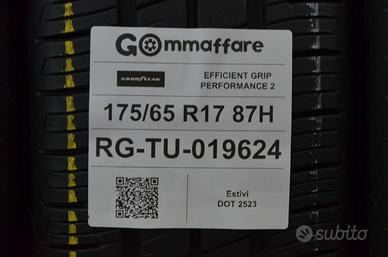 GOmmaffare
GOODYEAR
EFFICIENT GRIP
PERFORMANCE 2
175/65 R17 87H
RG-TU-019624
Estivi
DOT 2523
subito